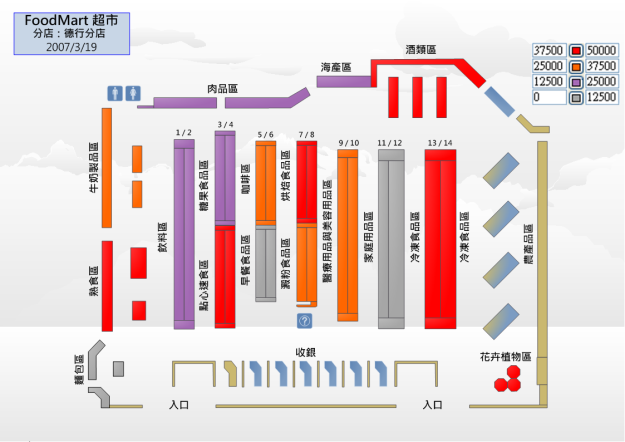 FoodMart 超市
分店：德行分店
2007/3/19
酒類區
海產區
肉品區
37500 50000
25000 37500
12500 25000
0 12500
1 / 2
3 / 4
5 / 6
7 / 8
9 / 10
11 / 12
13 / 14
牛奶製品區
熟食區
麵包區
飲料區
糖果食品區
點心速食區
咖啡區
早餐食品區
烘焙食品區
澱粉食品區
醫療用品與美容用品區
家庭用品區
冷凍食品區
冷凍食品區
農產品區
?
收銀
花卉植物區
入口
入口